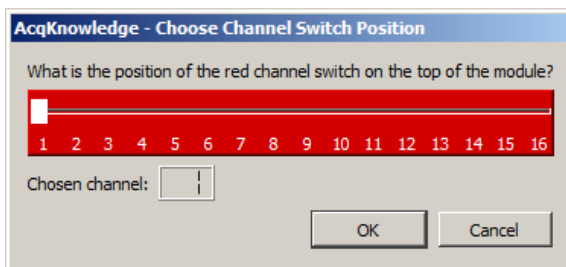 AcqKnowledge - Choose Channel Switch Position
What is the position of the red channel switch on the top of the module?
1 2 3 4 5 6 7 8 9 10 11 12 13 14 15 16
Chosen channel: 1
OK Cancel